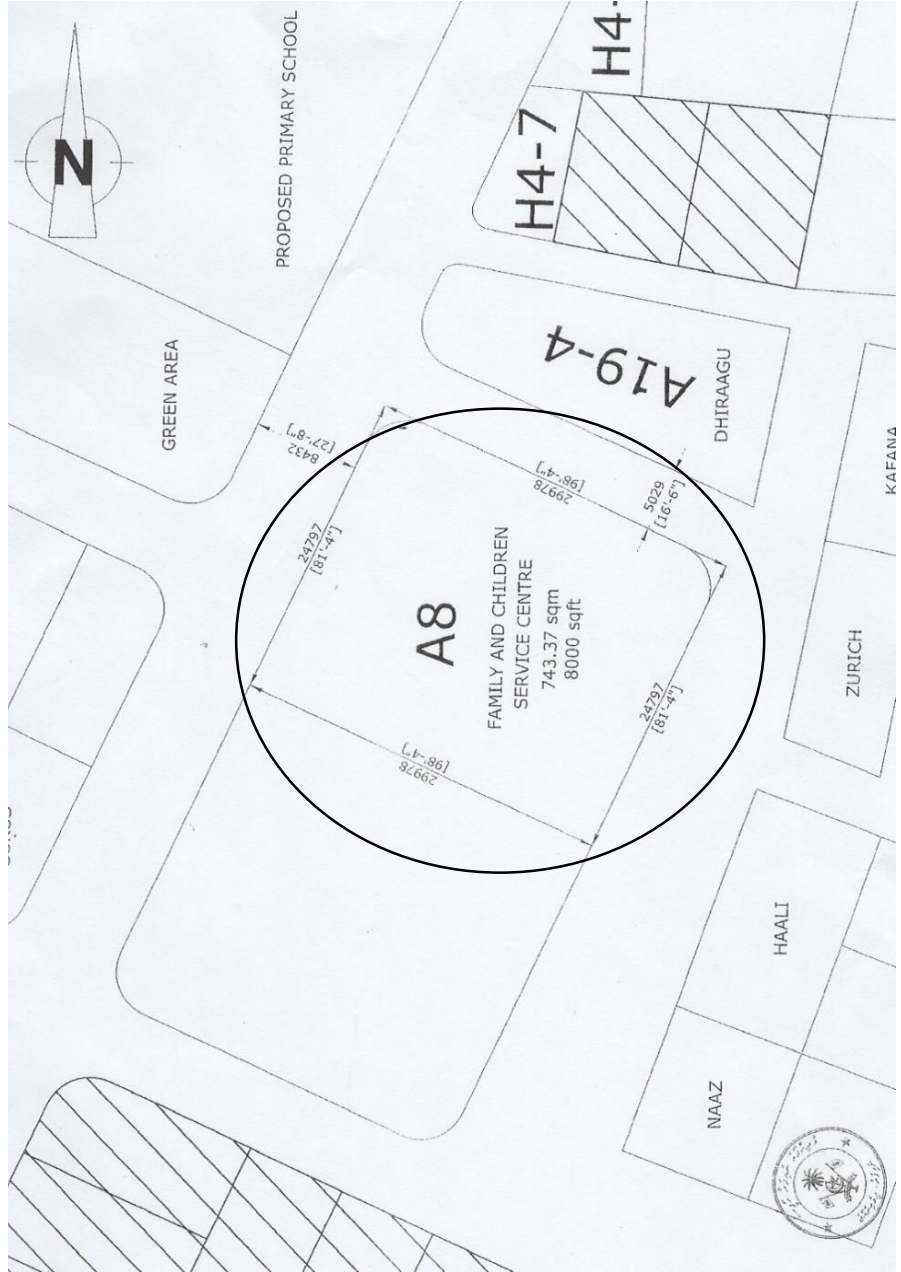 N
PROPOSED PRIMARY SCHOOL
GREEN AREA
H4-7
H4-
A19-4
DHIRAAGU
8432
[27'-8"]
24797
[81'-4"]
29978
[98'-4"]
5029
[16'-6"]
A8
FAMILY AND CHILDREN
SERVICE CENTRE
743.37 sqm
8000 sqft
29978
[98'-4"]
24797
[81'-4"]
KAFANA
ZURICH
HAALI
NAAZ